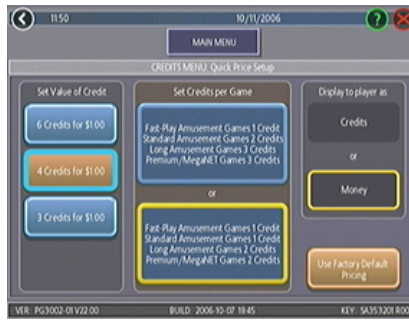 11:50 10/11/2006
MAIN MENU
CREDITS MENU: Quick Price Setup
Set Value of Credit
6 Credits for $1.00
4 Credits for $1.00
3 Credits for $1.00
Set Credits per Game
Fast-Play Amusement Games 1 Credit
Standard Amusement Games 2 Credits
Long Amusement Games 3 Credits
Premium/MegaNET Games 3 Credits
or
Fast-Play Amusement Games 1 Credit
Standard Amusement Games 1 Credit
Long Amusement Games 2 Credits
Premium/MegaNET Games 2 Credits
Display to player as
Credits
or
Money
Use Factory Default
Pricing
VER: PG3002-01 V22.00 BUILD: 2006-10-07 19:45 KEY: SA353201 R00